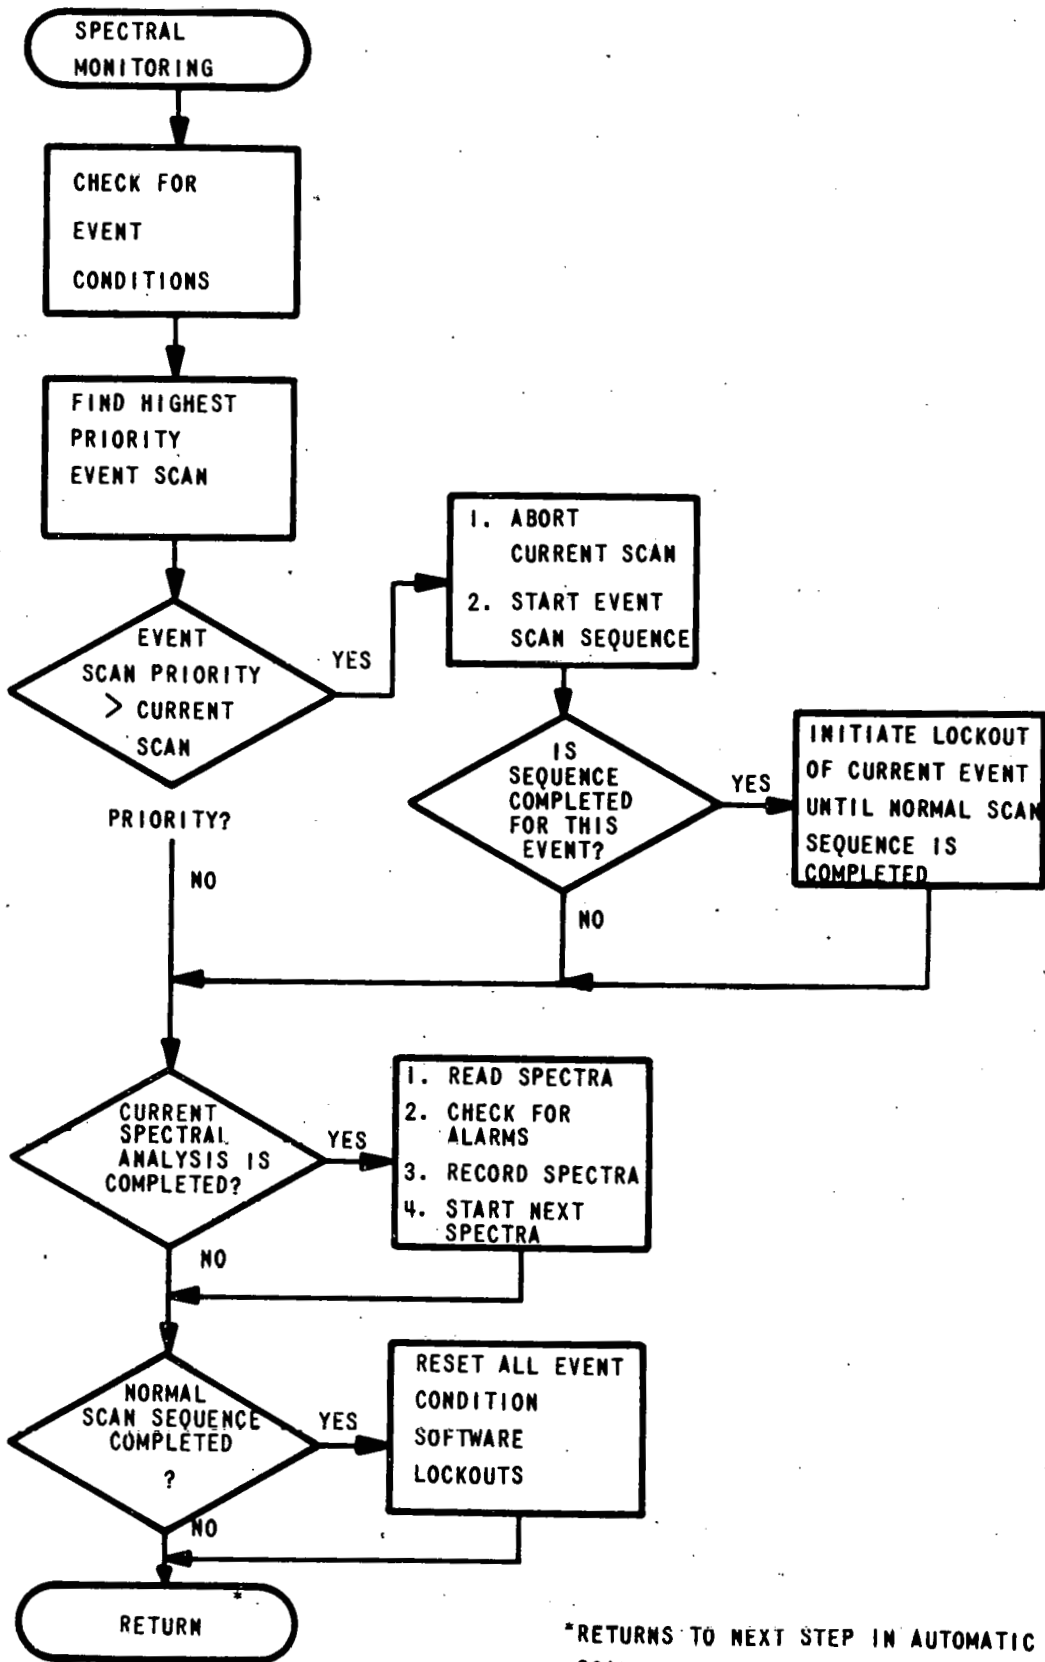 SPECTRAL
MONITORING
CHECK FOR
EVENT
CONDITIONS
FIND HIGHEST
PRIORITY
EVENT SCAN
EVENT
SCAN PRIORITY
> CURRENT
SCAN
PRIORITY?
YES
NO
1. ABORT
CURRENT SCAN
2. START EVENT
SCAN SEQUENCE
IS
SEQUENCE
COMPLETED
FOR THIS
EVENT?
YES
NO
INITIATE LOCKOUT
OF CURRENT EVENT
UNTIL NORMAL SCAN
SEQUENCE IS
COMPLETED
CURRENT
SPECTRAL
ANALYSIS IS
COMPLETED?
YES
NO
1. READ SPECTRA
2. CHECK FOR
ALARMS
3. RECORD SPECTRA
4. START NEXT
SPECTRA
NORMAL
SCAN SEQUENCE
COMPLETED
?
YES
NO
RESET ALL EVENT
CONDITION
SOFTWARE
LOCKOUTS
RETURN*
*RETURNS TO NEXT STEP IN AUTOMATIC